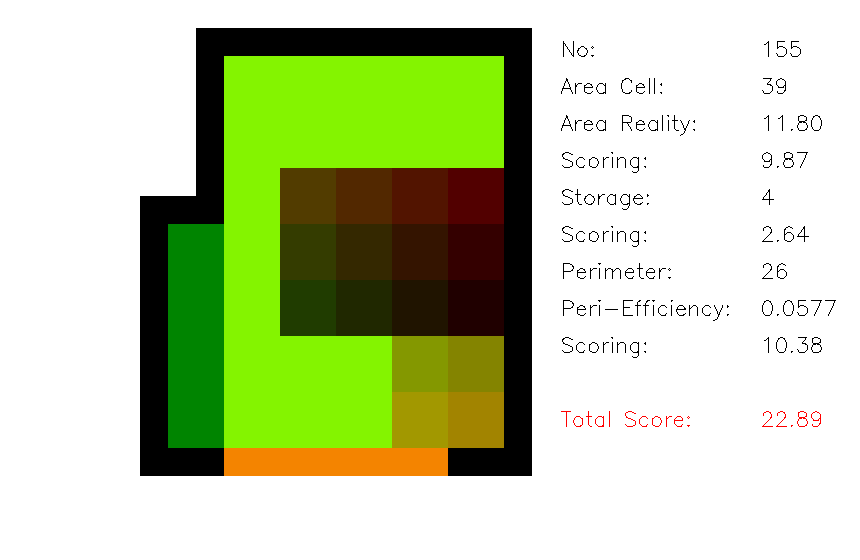 No: 155
Area Cell: 39
Area Reality: 11.80
Scoring: 9.87
Storage: 4
Scoring: 2.64
Perimeter: 26
Peri-Efficiency: 0.0577
Scoring: 10.38
Total Score: 22.89